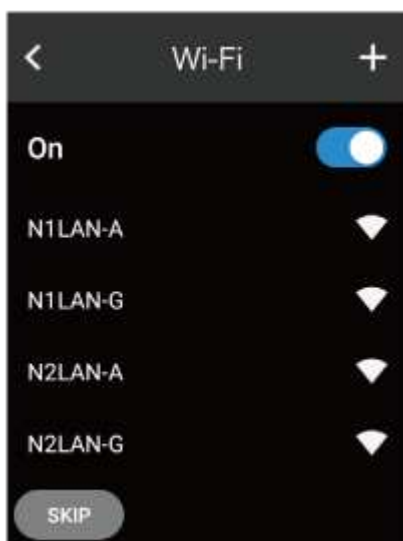 Wi-Fi
On
N1LAN-A
N1LAN-G
N2LAN-A
N2LAN-G
SKIP